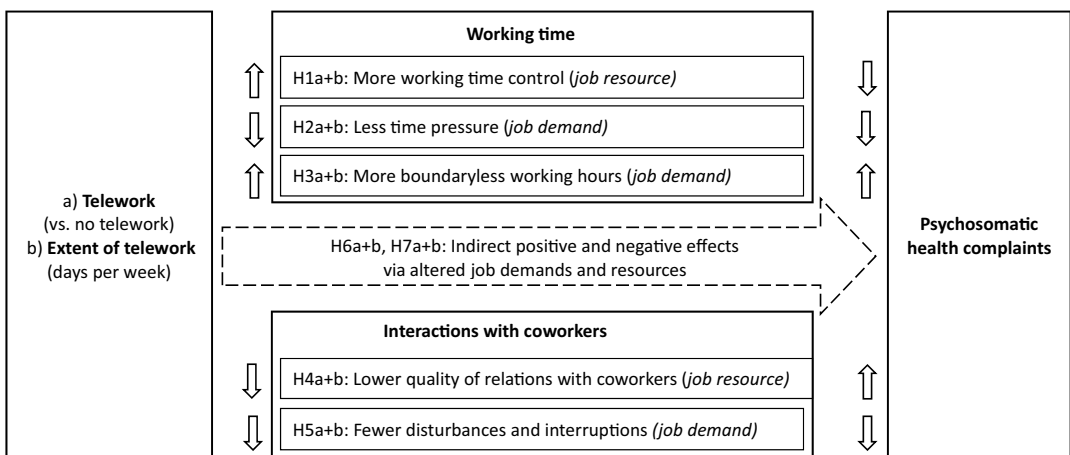 a) Telework
(vs. no telework)
b) Extent of telework
(days per week)
Working time
H1a+b: More working time control (job resource)
H2a+b: Less time pressure (job demand)
H3a+b: More boundaryless working hours (job demand)
H6a+b, H7a+b: Indirect positive and negative effects
via altered job demands and resources
Interactions with coworkers
H4a+b: Lower quality of relations with coworkers (job resource)
H5a+b: Fewer disturbances and interruptions (job demand)
Psychosomatic
health complaints